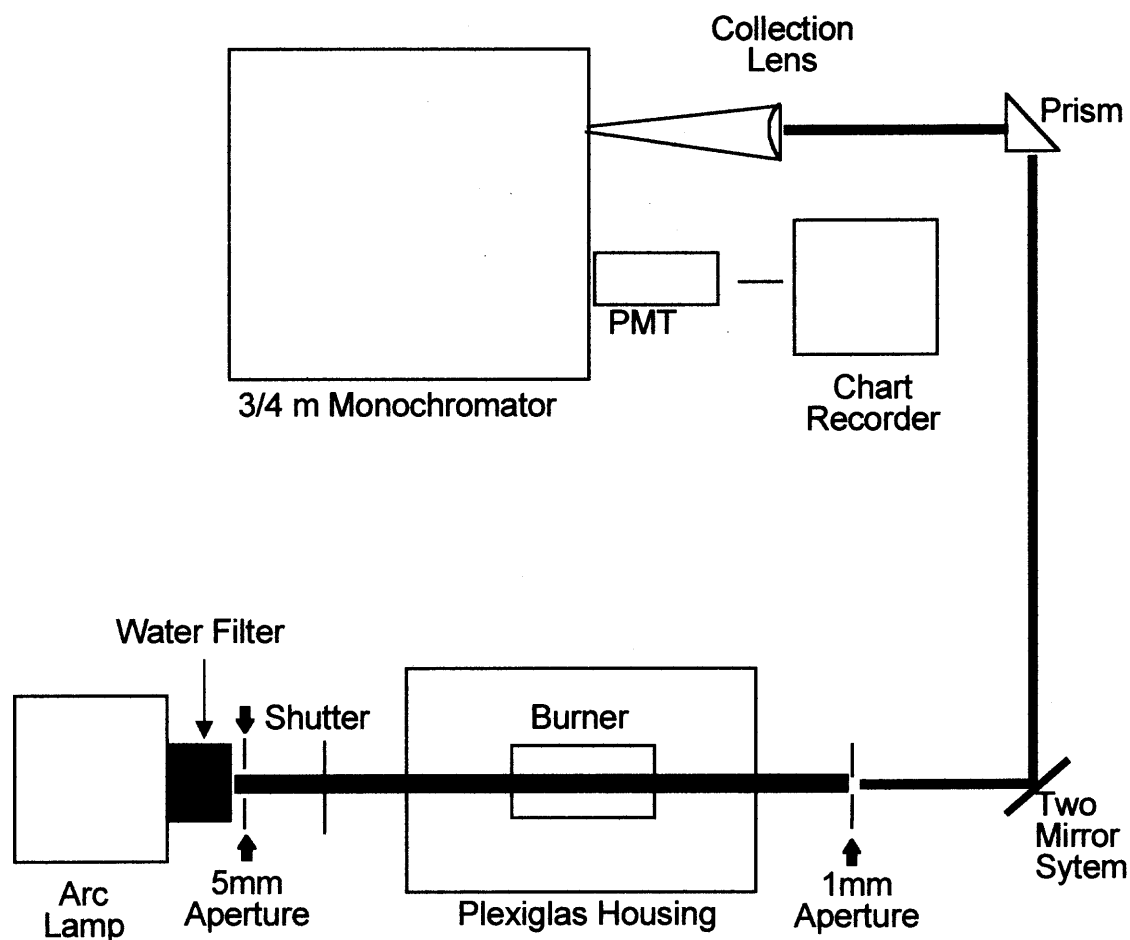 Collection
Lens
Prism
PMT
3/4 m Monochromator
Chart
Recorder
Water Filter
Shutter
Burner
Two
Mirror
Sytem
5mm
Aperture
1mm
Aperture
Arc
Lamp
Plexiglas Housing